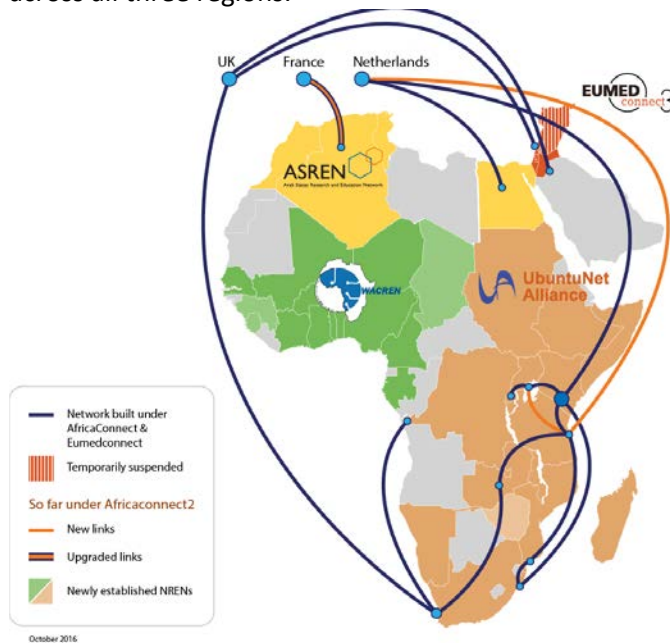 across all three regions.
UK
France
Netherlands
EUMED
connect
ASREN
Arab States Research and Education Network
WACREN
UbuntuNet
Alliance
Network built under
AfricaConnect &
Eumedconnect
Temporarily suspended
So far under Africaconnect2
New links
Upgraded links
Newly established NRENs
October 2016